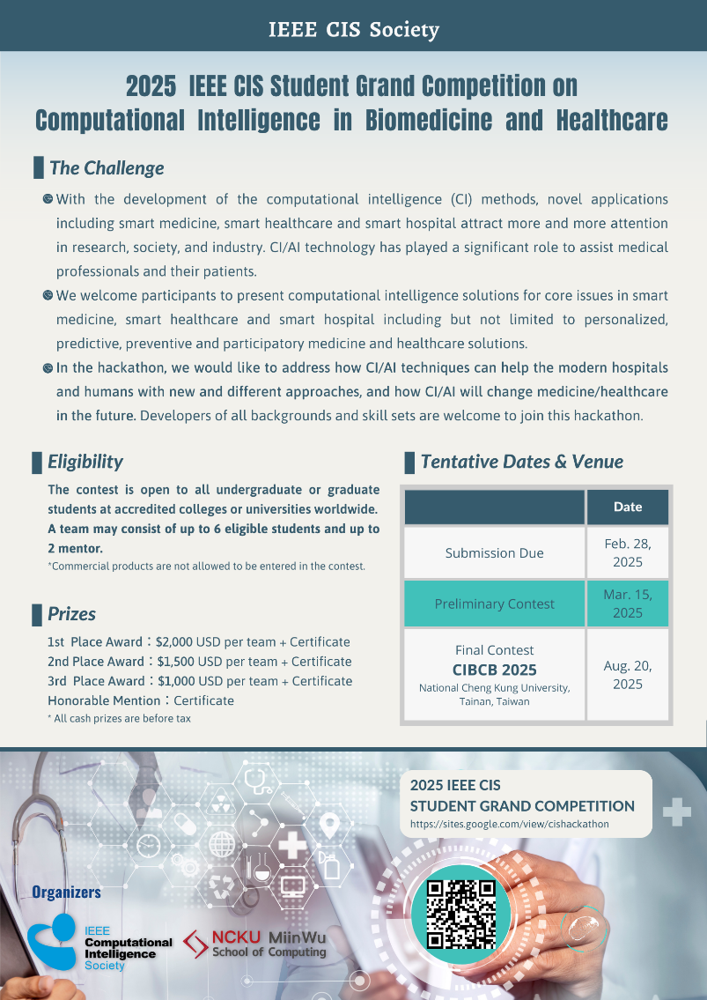 IEEE CIS Society
2025 IEEE CIS Student Grand Competition on
Computational Intelligence in Biomedicine and Healthcare
The Challenge
With the development of the computational intelligence (CI) methods, novel applications
including smart medicine, smart healthcare and smart hospital attract more and more attention
in research, society, and industry. CI/AI technology has played a significant role to assist medical
professionals and their patients.
We welcome participants to present computational intelligence solutions for core issues in smart
medicine, smart healthcare and smart hospital including but not limited to personalized,
predictive, preventive and participatory medicine and healthcare solutions.
In the hackathon, we would like to address how CI/AI techniques can help the modern hospitals
and humans with new and different approaches, and how CI/AI will change medicine/healthcare
in the future. Developers of all backgrounds and skill sets are welcome to join this hackathon.
Eligibility
The contest is open to all undergraduate or graduate
students at accredited colleges or universities worldwide.
A team may consist of up to 6 eligible students and up to
2 mentor.
*Commercial products are not allowed to be entered in the contest.
Prizes
1st Place Award：$2,000 USD per team + Certificate
2nd Place Award：$1,500 USD per team + Certificate
3rd Place Award：$1,000 USD per team + Certificate
Honorable Mention：Certificate
* All cash prizes are before tax
Tentative Dates & Venue
Date
Submission Due
Feb. 28,
2025
Preliminary Contest
Mar. 15,
2025
Final Contest
CIBCB 2025
National Cheng Kung University,
Tainan, Taiwan
Aug. 20,
2025
2025 IEEE CIS
STUDENT GRAND COMPETITION
https://sites.google.com/view/cishackathon
Organizers
IEEE
Computational
Intelligence
Society
NCKU MiinWu
School of Computing